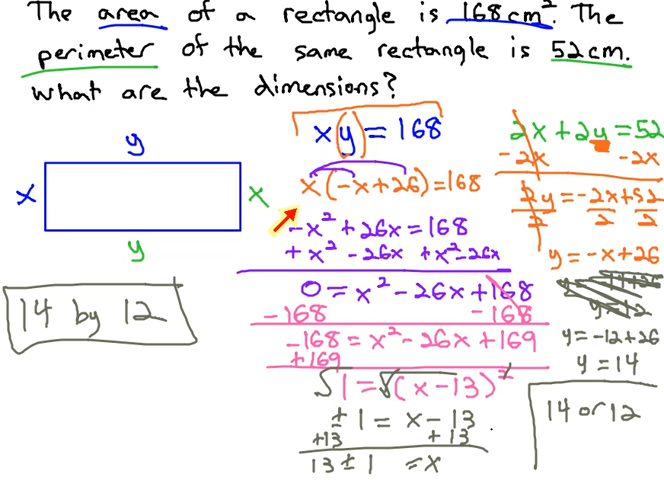 The area of a rectangle is 168cm². The
perimeter of the same rectangle is 52cm.
What are the dimensions?
y
x
x
y
14 by 12
x(y) = 168
x(-x+26)=168
-x² + 26x = 168
+x² -26x +x²-26x
0 = x² - 26x +168
-168 -168
-168 = x² - 26x +169
+169
√1 = √(x-13)²
± 1 = x - 13
+13 +13
13 ± 1 = x
2x + 2y = 52
-2x -2x
2y = -2x+52
2 2 2
y = -x + 26
y = -12 + 26
y = 14
14 or 12